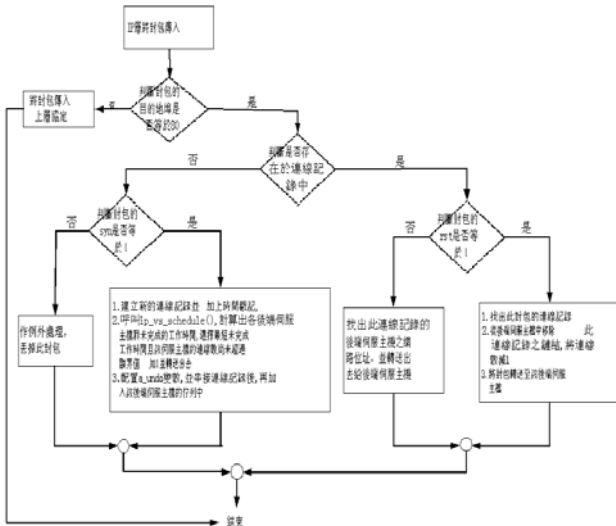 IP層將封包傳入
判斷封包的
目的地埠是
否等於80
否
是
將封包傳入
上層協定
判斷是否存
在於連線記
錄中
否
是
判斷封包的
syn是否等
於1
否
是
判斷封包的
rst是否等
於1
否
是
作例外處理,
丟掉此封包
1.建立新的連線記錄並 加上時間戳記.
2.呼叫ip_vs_schedule(),計算出各後端伺服
主機群未完成的工作時間,選擇最短未完成
工作時間且該伺服主機的連線數尚未超過
臨界值 加1並轉送封包
3.配置a_undo變數,並串接連線記錄後,再加
入該後端伺服主機的佇列中
找出此連線記錄的
後端伺服主機之網
路位址, 並轉送出
去給後端伺服主機
1.找出此封包的連線記錄
2.從後端伺服主機中移除 此
連線記錄之鏈結,將連線
數減1
3.將封包轉送至該後端伺服
主機
結束